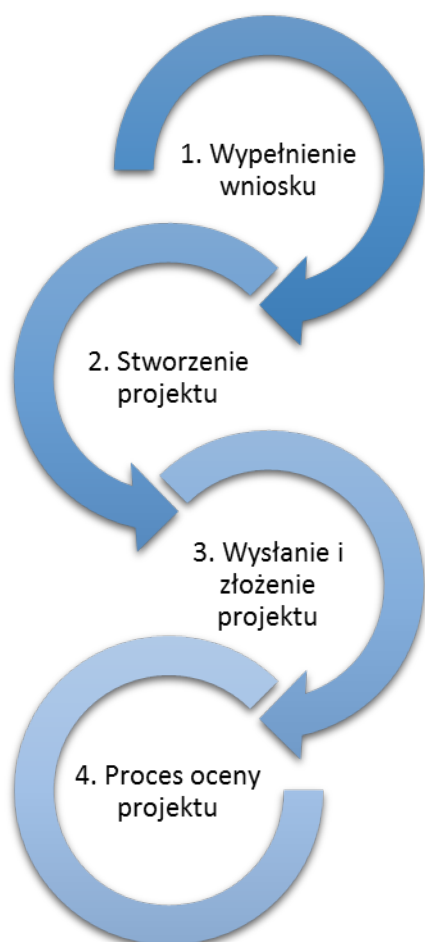 1. Wypełnienie
wniosku
2. Stworzenie
projektu
3. Wysłanie i
złożenie
projektu
4. Proces oceny
projektu